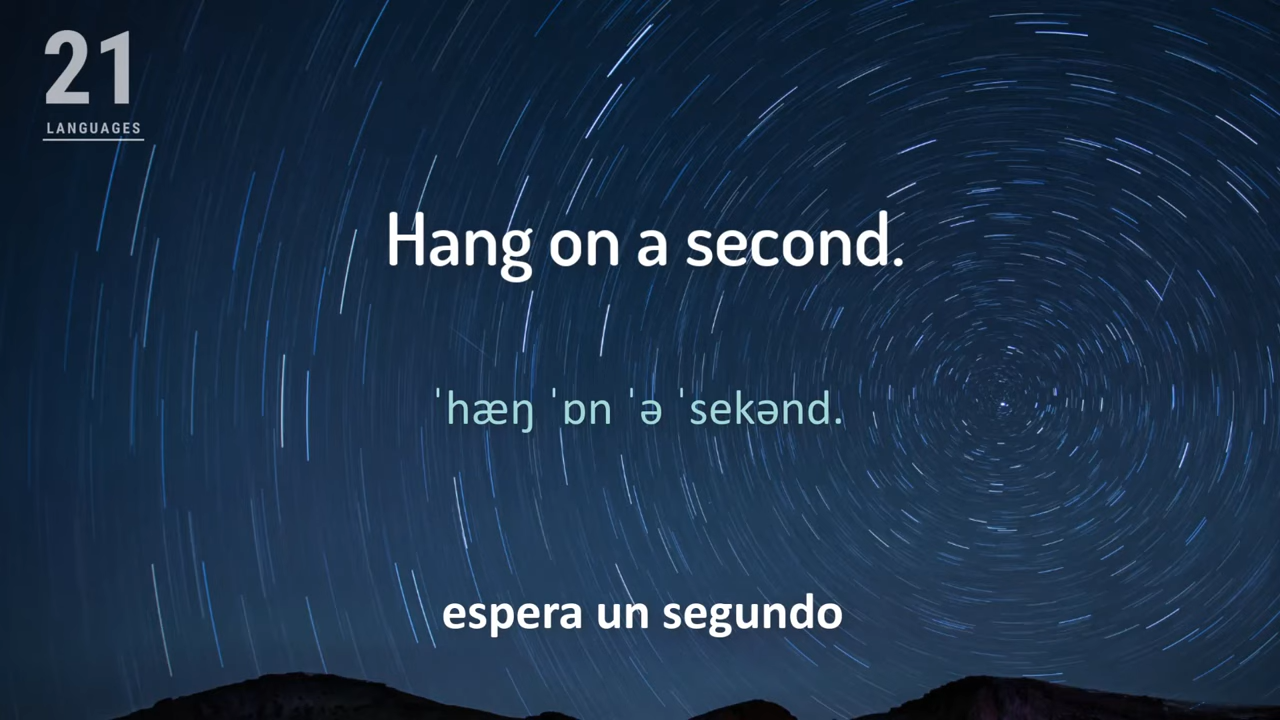 21
LANGUAGES
Hang on a second.
ˈhæŋ ˈɒn ˈə ˈsekənd.
espera un segundo